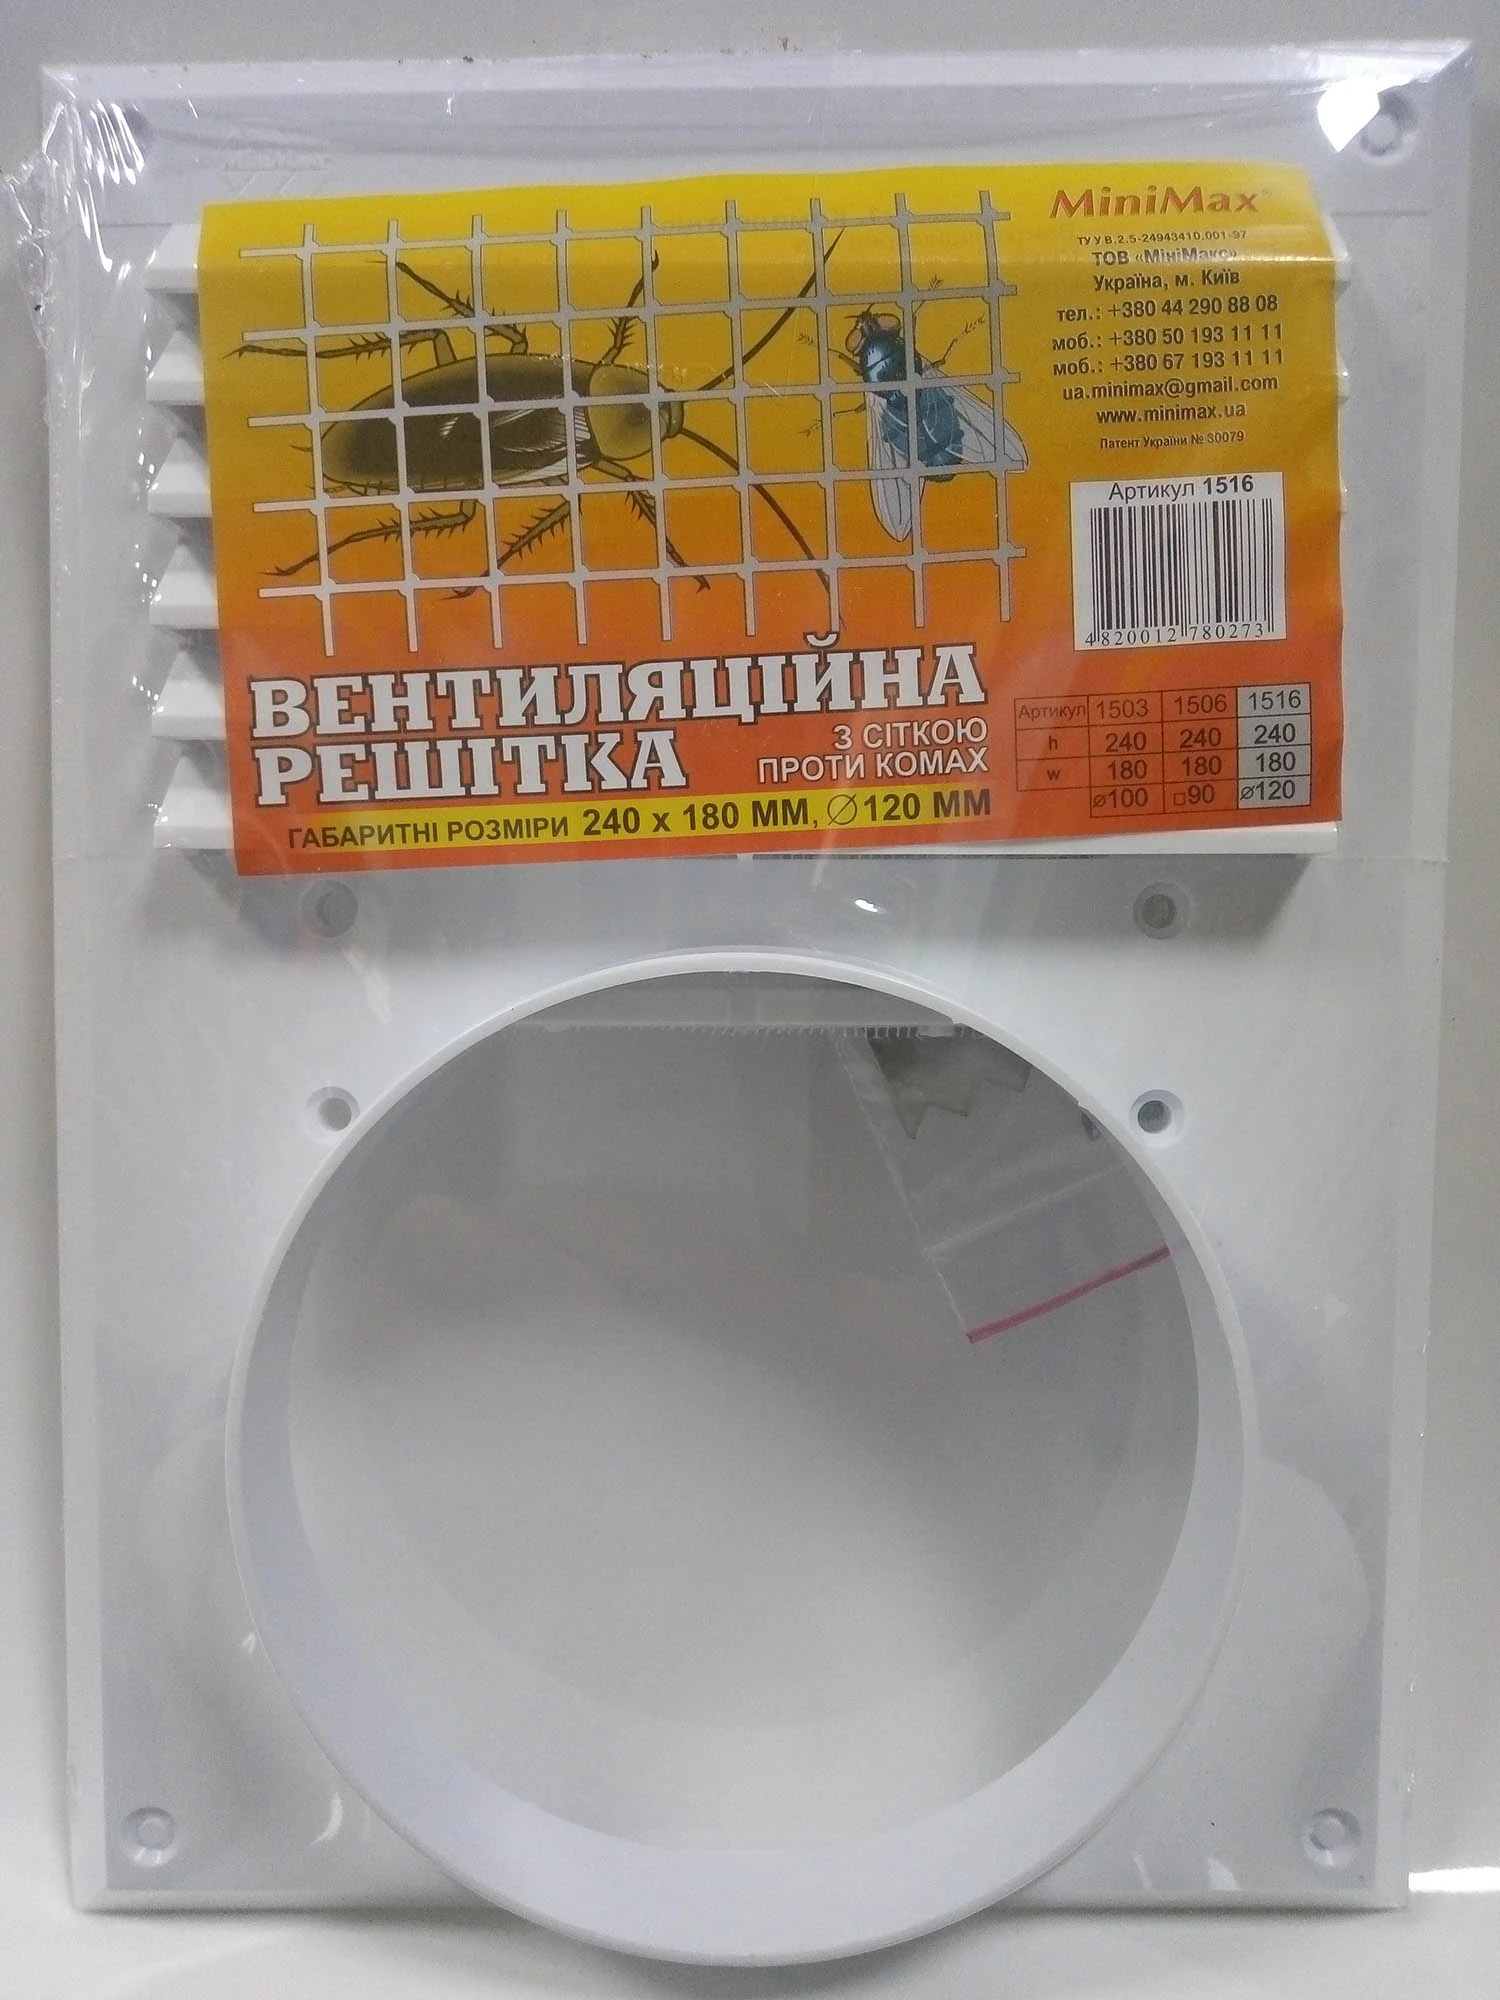 MiniMax®
ТУ У В.2.5-24943410.001-97
ТОВ «МініМакс»
Україна, м. Київ
тел.: +380 44 290 88 08
моб.: +380 50 193 11 11
моб.: +380 67 193 11 11
ua.minimax@gmail.com
www.minimax.ua
Патент України № 30079
Артикул 1516
4 820012 780273
ВЕНТИЛЯЦІЙНА
РЕШІТКА
З СІТКОЮ
ПРОТИ КОМАХ
ГАБАРИТНІ РОЗМІРИ 240 х 180 ММ, ∅120 ММ
Артикул 1503 1506 1516
h 240 240 240
w 180 180 180
⌀100 □90 ⌀120